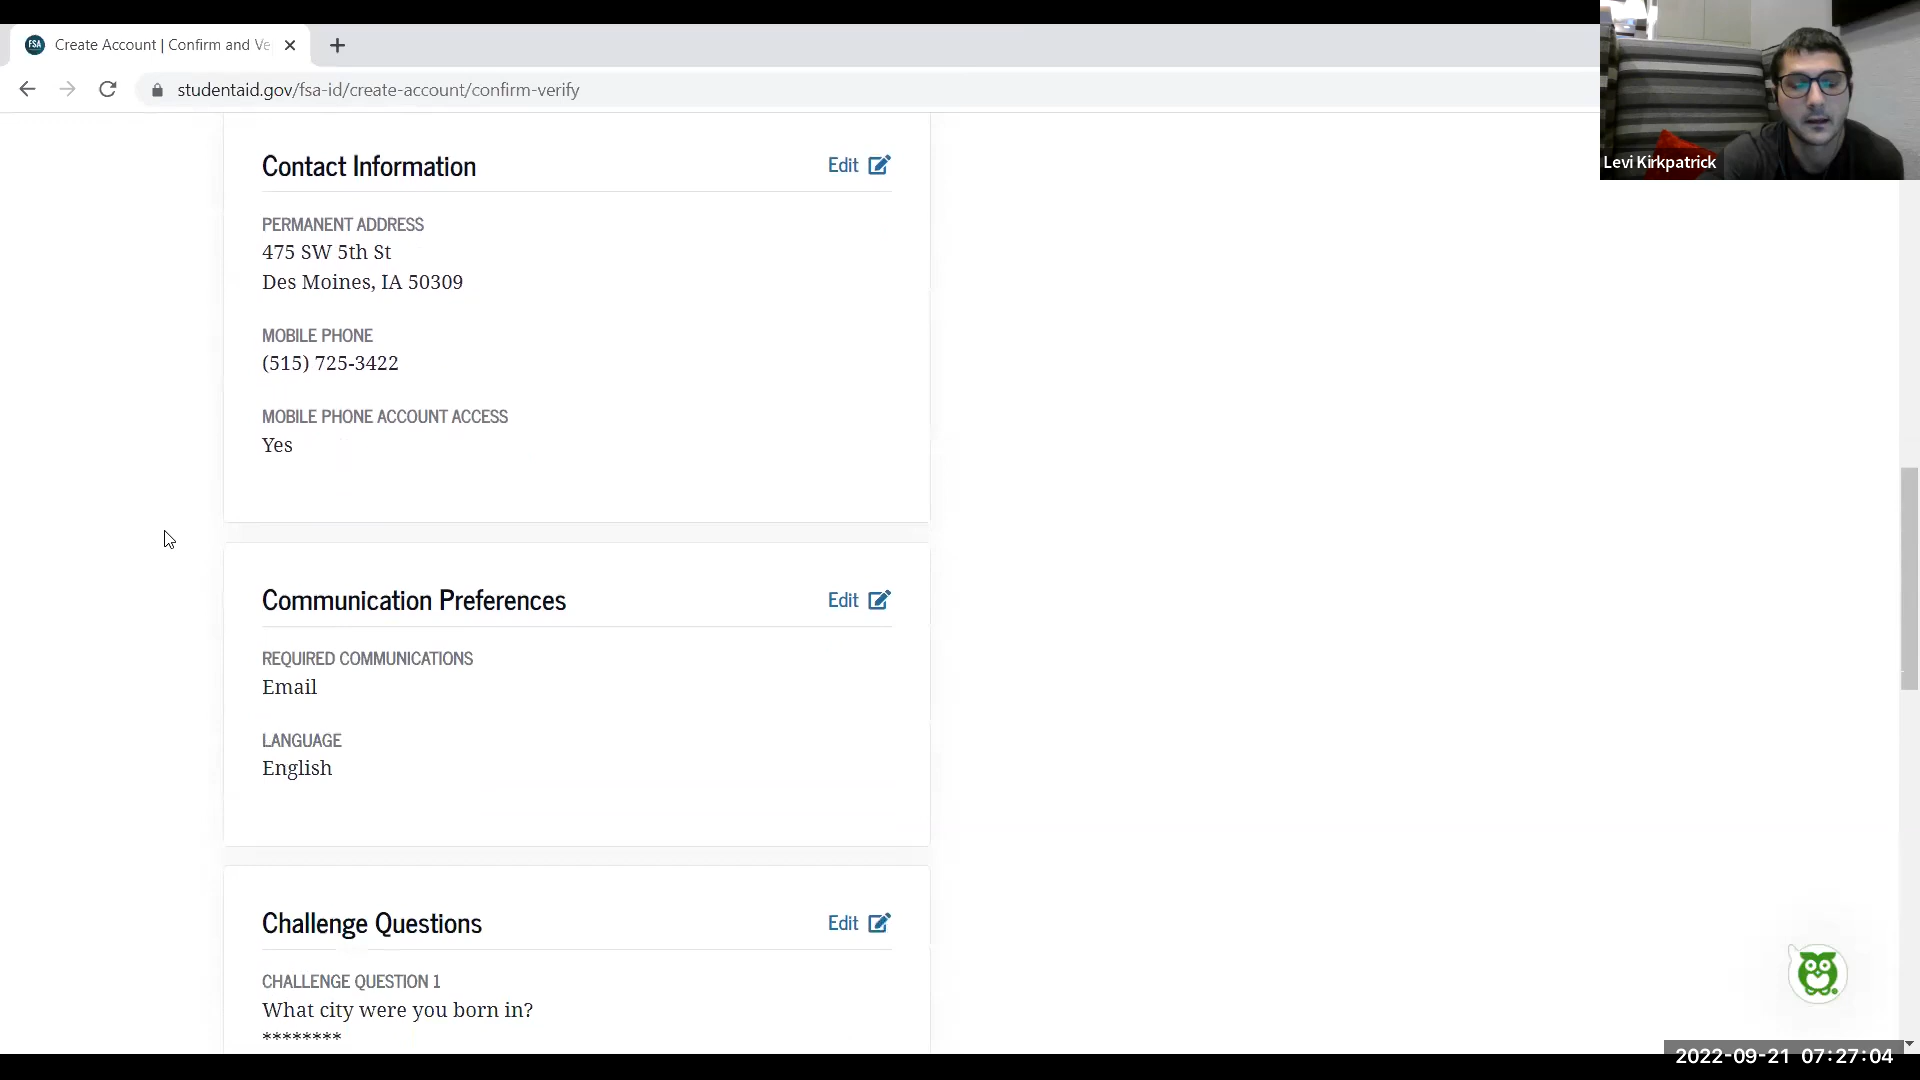 FSA
Create Account | Confirm and Ve
studentaid.gov/fsa-id/create-account/confirm-verify
Levi Kirkpatrick
Contact Information
Edit
PERMANENT ADDRESS
475 SW 5th St
Des Moines, IA 50309
MOBILE PHONE
(515) 725-3422
MOBILE PHONE ACCOUNT ACCESS
Yes
Communication Preferences
Edit
REQUIRED COMMUNICATIONS
Email
LANGUAGE
English
Challenge Questions
Edit
CHALLENGE QUESTION 1
What city were you born in?
********
2022-09-21 07:27:04